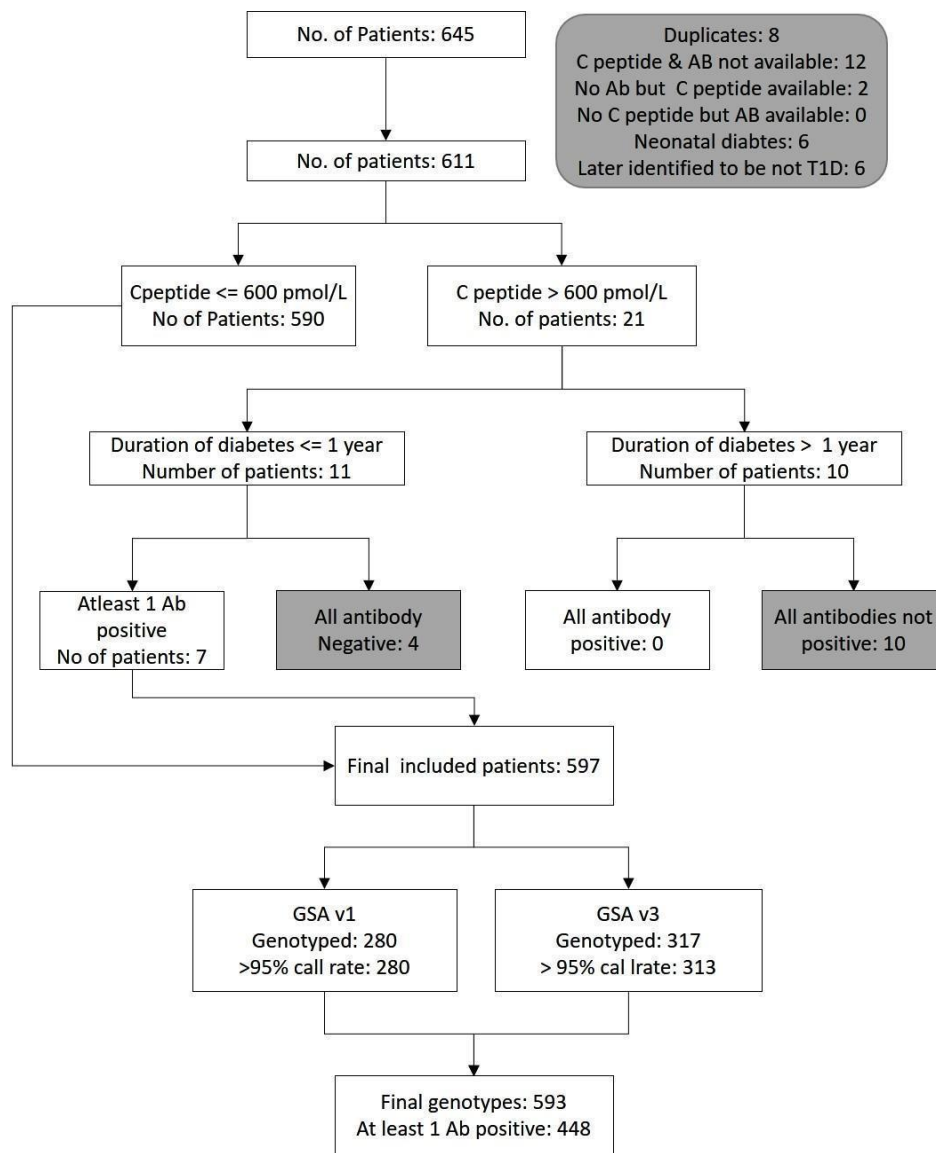 No. of Patients: 645
Duplicates: 8
C peptide & AB not available: 12
No Ab but C peptide available: 2
No C peptide but AB available: 0
Neonatal diabtes: 6
Later identified to be not T1D: 6
No. of patients: 611
Cpeptide <= 600 pmol/L
No of Patients: 590
C peptide > 600 pmol/L
No. of patients: 21
Duration of diabetes <= 1 year
Number of patients: 11
Duration of diabetes > 1 year
Number of patients: 10
Atleast 1 Ab
positive
No of patients: 7
All antibody
Negative: 4
All antibody
positive: 0
All antibodies not
positive: 10
Final included patients: 597
GSA v1
Genotyped: 280
>95% call rate: 280
GSA v3
Genotyped: 317
> 95% cal lrate: 313
Final genotypes: 593
At least 1 Ab positive: 448